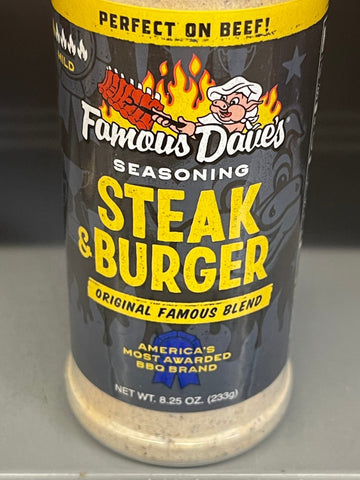 PERFECT ON BEEF!
MILD
Famous Dave's
SEASONING
STEAK
& BURGER
ORIGINAL FAMOUS BLEND
AMERICA'S
MOST AWARDED
BBQ BRAND
NET WT. 8.25 OZ. (233g)